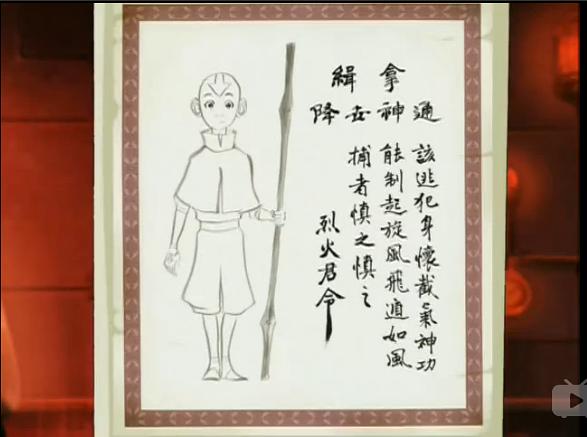 緝拿
降世神通
該逃犯身懷截氣神功
能制起旋風飛遁如風
捕者慎之慎之
烈火君令